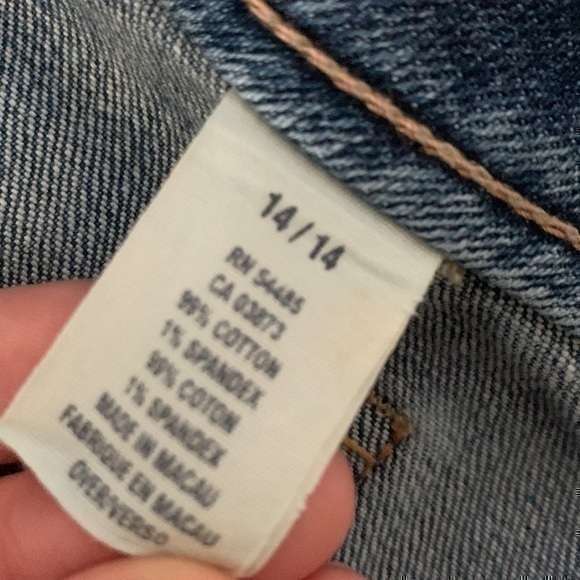 14 / 14
RN 54485
CA 03873
99% COTTON
1% SPANDEX
99% COTON
1% SPANDEX
MADE IN MACAU
FABRIQUE EN MACAU
OVER/VERSO